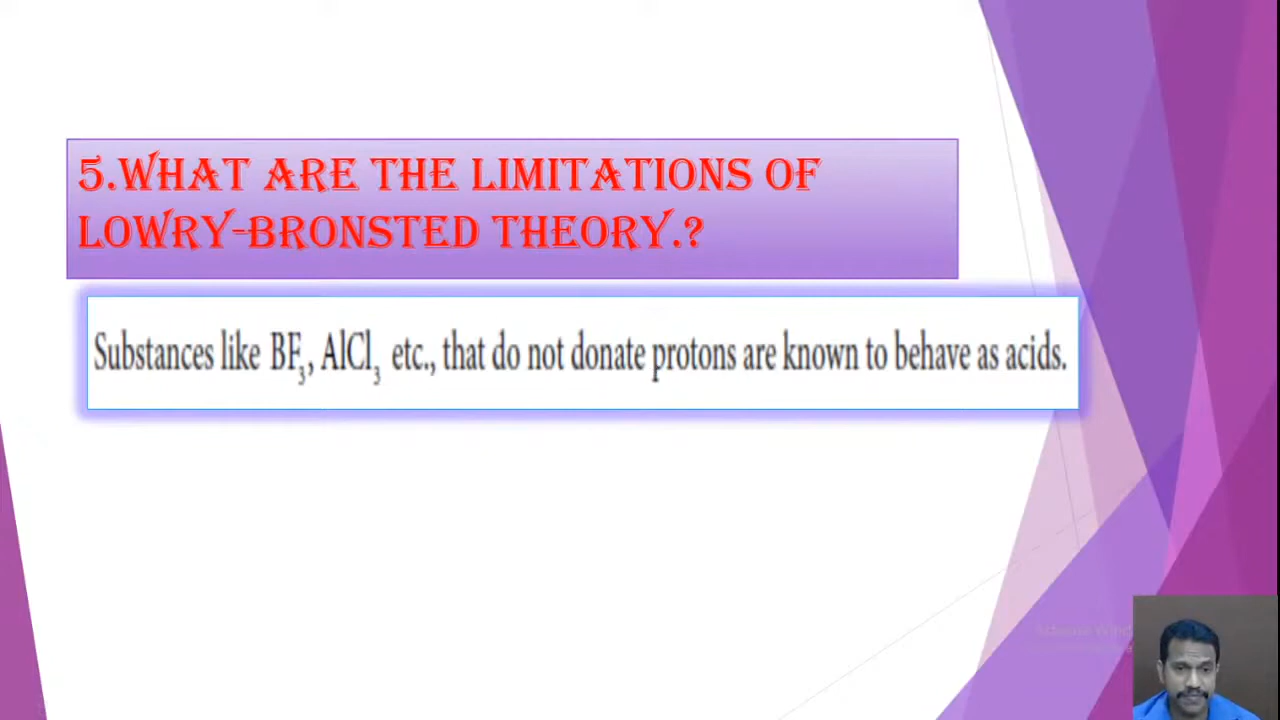 5.WHAT ARE THE LIMITATIONS OF
LOWRY-BRONSTED THEORY.?
Substances like BF₃, AlCl₃ etc., that do not donate protons are known to behave as acids.